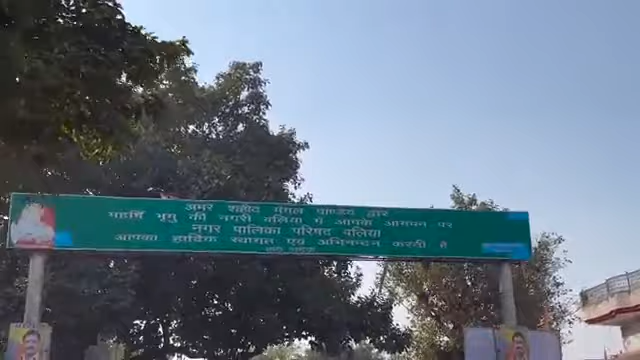 अमर शहीद मंगल पाण्डेय द्वार
महर्षि भृगु की नगरी बलिया में आपके आगमन पर
नगर पालिका परिषद बलिया
आपका हार्दिक स्वागत एवं अभिनन्दन करती है